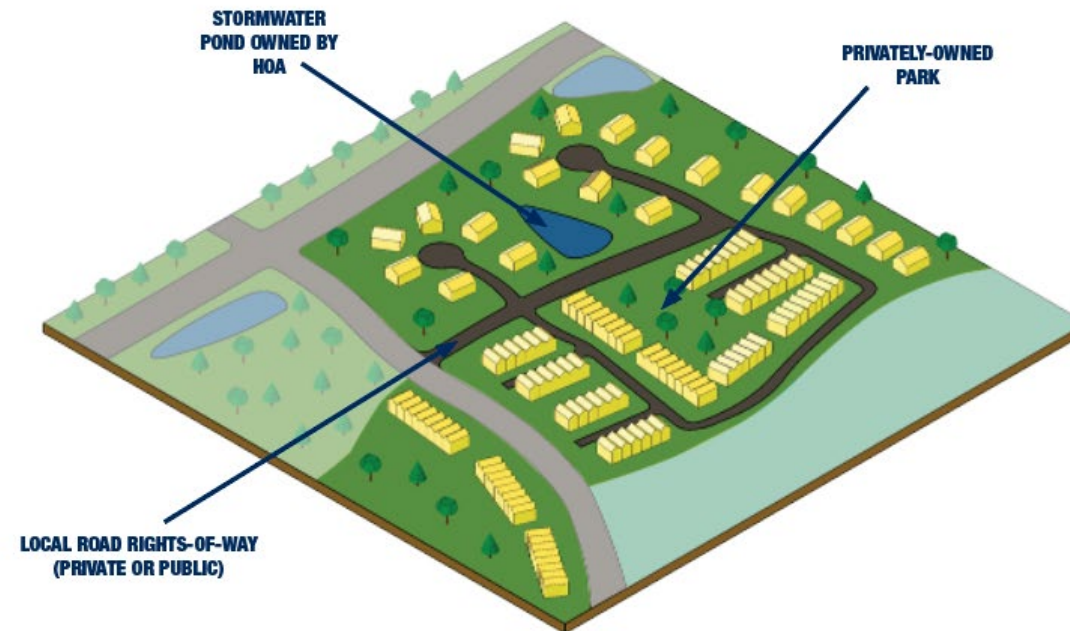 STORMWATER
POND OWNED BY
HOA
PRIVATELY-OWNED
PARK
LOCAL ROAD RIGHTS-OF-WAY
(PRIVATE OR PUBLIC)